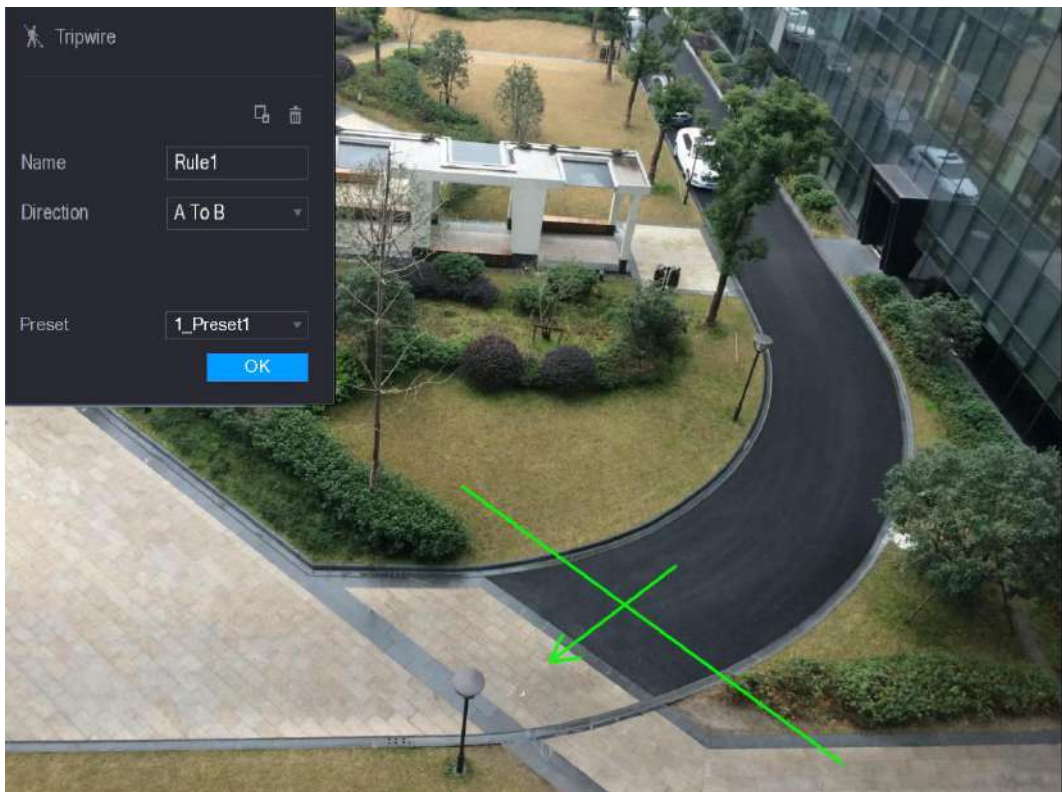 Tripwire
Name Rule1
Direction A To B
Preset 1_Preset1
OK